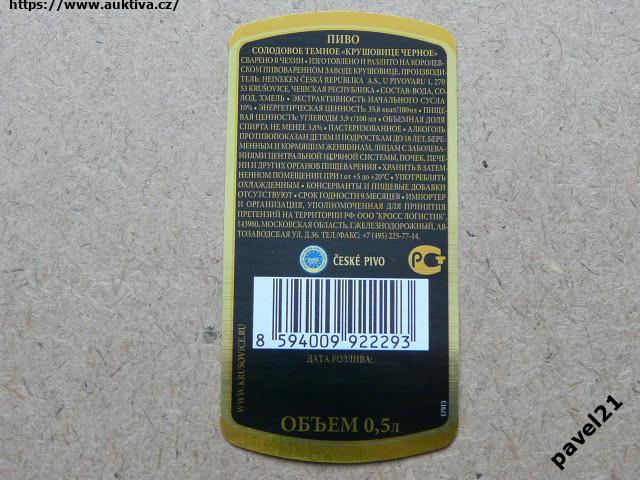 https://www.auktiva.cz/
ПИВО
СОЛОДОВОЕ ТЕМНОЕ «КРУШОВИЦЕ ЧЕРНОЕ»
СВАРЕНО В ЧЕХИИ • ИЗГОТОВЛЕНО И РАЗЛИТО НА КОРОЛЕВ-
СКОМ ПИВОВАРЕННОМ ЗАВОДЕ КРУШОВИЦЕ, ПРОИЗВОДИ-
ТЕЛЬ: HEINEKEN ČESKÁ REPUBLIKA A.S., U PIVOVARU 1, 270
53 KRUŠOVICE, ЧЕШСКАЯ РЕСПУБЛИКА • СОСТАВ: ВОДА, СО-
ЛОД, ХМЕЛЬ • ЭКСТРАКТИВНОСТЬ НАЧАЛЬНОГО СУСЛА
10% • ЭНЕРГЕТИЧЕСКАЯ ЦЕННОСТЬ: 35,8 ккал/100мл • ПИЩЕ-
ВАЯ ЦЕННОСТЬ: УГЛЕВОДЫ 3,9 г/100 мл • ОБЪЕМНАЯ ДОЛЯ
СПИРТА НЕ МЕНЕЕ 3,8% • ПАСТЕРИЗОВАННОЕ • АЛКОГОЛЬ
ПРОТИВОПОКАЗАН ДЕТЯМ И ПОДРОСТКАМ ДО 18 ЛЕТ, БЕРЕ-
МЕННЫМ И КОРМЯЩИМ ЖЕНЩИНАМ, ЛИЦАМ С ЗАБОЛЕВА-
НИЯМИ ЦЕНТРАЛЬНОЙ НЕРВНОЙ СИСТЕМЫ, ПОЧЕК, ПЕЧЕ-
НИ И ДРУГИХ ОРГАНОВ ПИЩЕВАРЕНИЯ • ХРАНИТЬ В ЗАТЕМ-
НЕННОМ ПОМЕЩЕНИИ ПРИ t от +5 до +20°С • УПОТРЕБЛЯТЬ
ОХЛАЖДЕННЫМ • КОНСЕРВАНТЫ И ПИЩЕВЫЕ ДОБАВКИ
ОТСУТСТВУЮТ • СРОК ГОДНОСТИ 9 МЕСЯЦЕВ • ИМПОРТЕР
И ОРГАНИЗАЦИЯ, УПОЛНОМОЧЕННАЯ ДЛЯ ПРИНЯТИЯ
ПРЕТЕНЗИЙ НА ТЕРРИТОРИИ РФ: ООО "КРОСС ЛОГИСТИК",
143980, МОСКОВСКАЯ ОБЛАСТЬ, Г.ЖЕЛЕЗНОДОРОЖНЫЙ, АВ-
ТОЗАВОДСКАЯ УЛ, Д.36. ТЕЛ./ФАКС: +7 (495) 225-77-14.
ČESKÉ PIVO
РСТ
8 594009 922293
ДАТА РОЗЛИВА:
WWW.KRUSOVICE.RU
17913
ОБЪЕМ 0,5л
pavel21